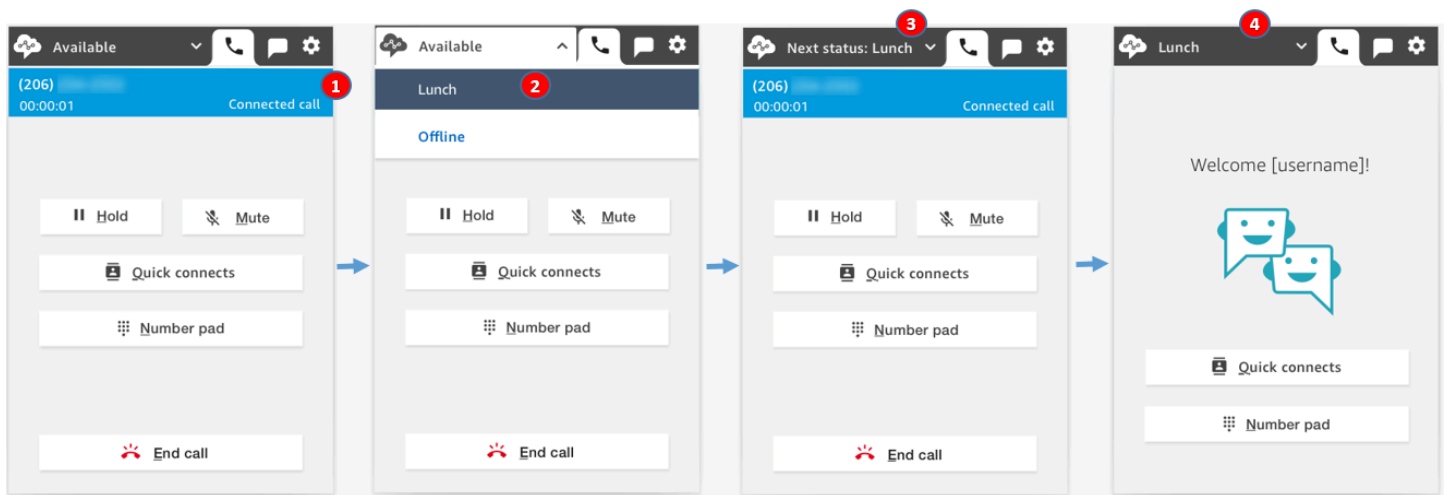 Available
(206)
00:00:01 Connected call
1
Hold Mute
Quick connects
Number pad
End call
Available
Lunch
2
Offline
Hold Mute
Quick connects
Number pad
End call
3
Next status: Lunch
(206)
00:00:01 Connected call
Hold Mute
Quick connects
Number pad
End call
4
Lunch
Welcome [username]!
Quick connects
Number pad